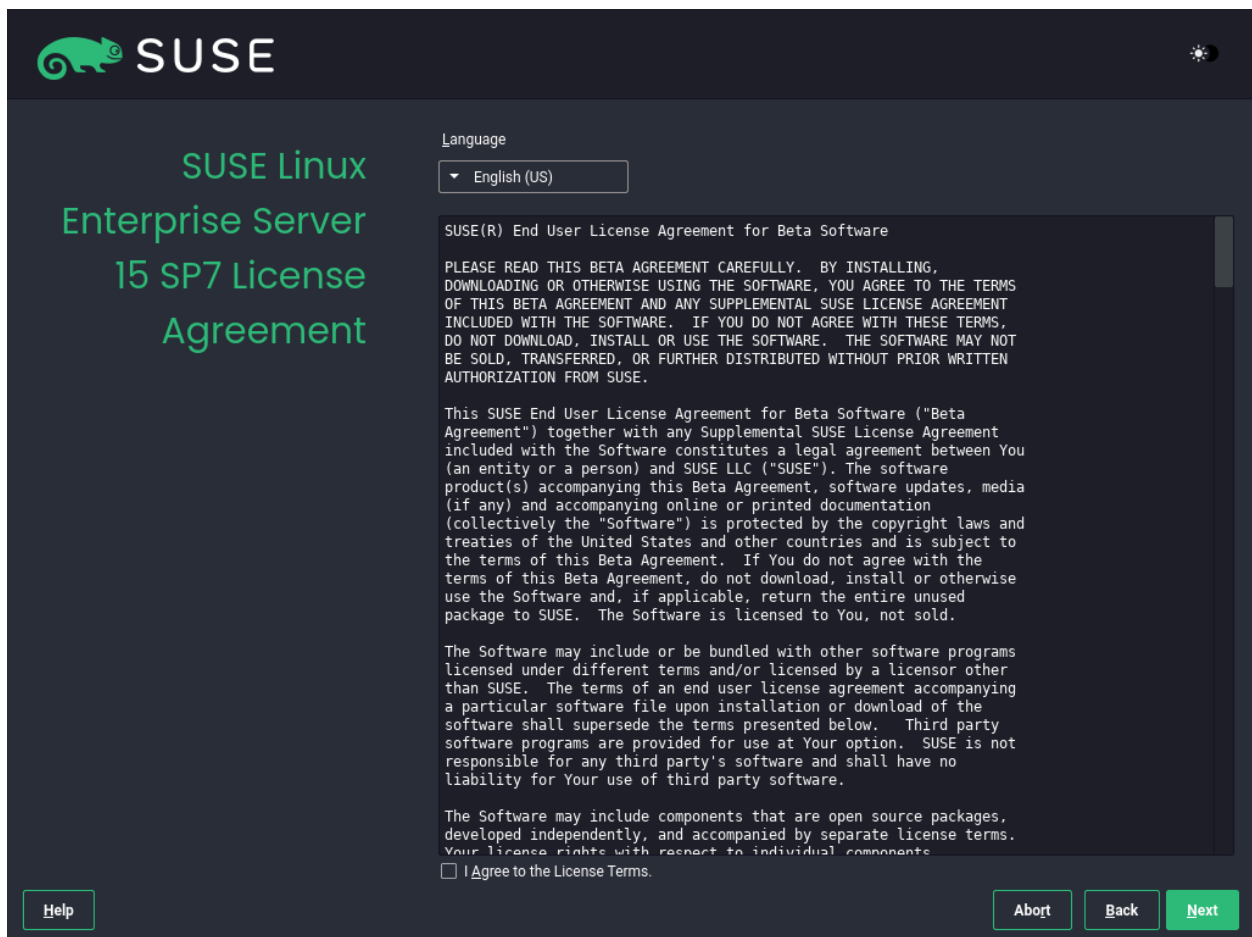 SUSE
SUSE Linux
Enterprise Server
15 SP7 License
Agreement
Language
English (US)
SUSE(R) End User License Agreement for Beta Software
PLEASE READ THIS BETA AGREEMENT CAREFULLY.  BY INSTALLING,
DOWNLOADING OR OTHERWISE USING THE SOFTWARE, YOU AGREE TO THE TERMS
OF THIS BETA AGREEMENT AND ANY SUPPLEMENTAL SUSE LICENSE AGREEMENT
INCLUDED WITH THE SOFTWARE.  IF YOU DO NOT AGREE WITH THESE TERMS,
DO NOT DOWNLOAD, INSTALL OR USE THE SOFTWARE.  THE SOFTWARE MAY NOT
BE SOLD, TRANSFERRED, OR FURTHER DISTRIBUTED WITHOUT PRIOR WRITTEN
AUTHORIZATION FROM SUSE.
This SUSE End User License Agreement for Beta Software ("Beta
Agreement") together with any Supplemental SUSE License Agreement
included with the Software constitutes a legal agreement between You
(an entity or a person) and SUSE LLC ("SUSE"). The software
product(s) accompanying this Beta Agreement, software updates, media
(if any) and accompanying online or printed documentation
(collectively the "Software") is protected by the copyright laws and
treaties of the United States and other countries and is subject to
the terms of this Beta Agreement.  If You do not agree with the
terms of this Beta Agreement, do not download, install or otherwise
use the Software and, if applicable, return the entire unused
package to SUSE.  The Software is licensed to You, not sold.
The Software may include or be bundled with other software programs
licensed under different terms and/or licensed by a licensor other
than SUSE.  The terms of an end user license agreement accompanying
a particular software file upon installation or download of the
software shall supersede the terms presented below.   Third party
software programs are provided for use at Your option.  SUSE is not
responsible for any third party's software and shall have no
liability for Your use of third party software.
The Software may include components that are open source packages,
developed independently, and accompanied by separate license terms.
Your license rights with respect to individual components
I Agree to the License Terms.
Help
Abort
Back
Next